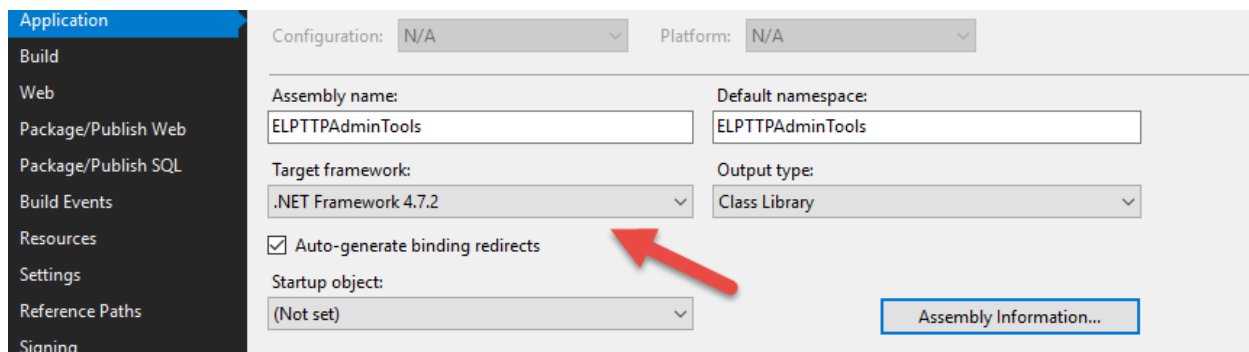 Application
Build
Web
Package/Publish Web
Package/Publish SQL
Build Events
Resources
Settings
Reference Paths
Signing
Configuration: N/A Platform: N/A
Assembly name: Default namespace:
ELPTTPAdminTools ELPTTPAdminTools
Target framework: Output type:
.NET Framework 4.7.2 Class Library
Auto-generate binding redirects
Startup object:
(Not set) Assembly Information...